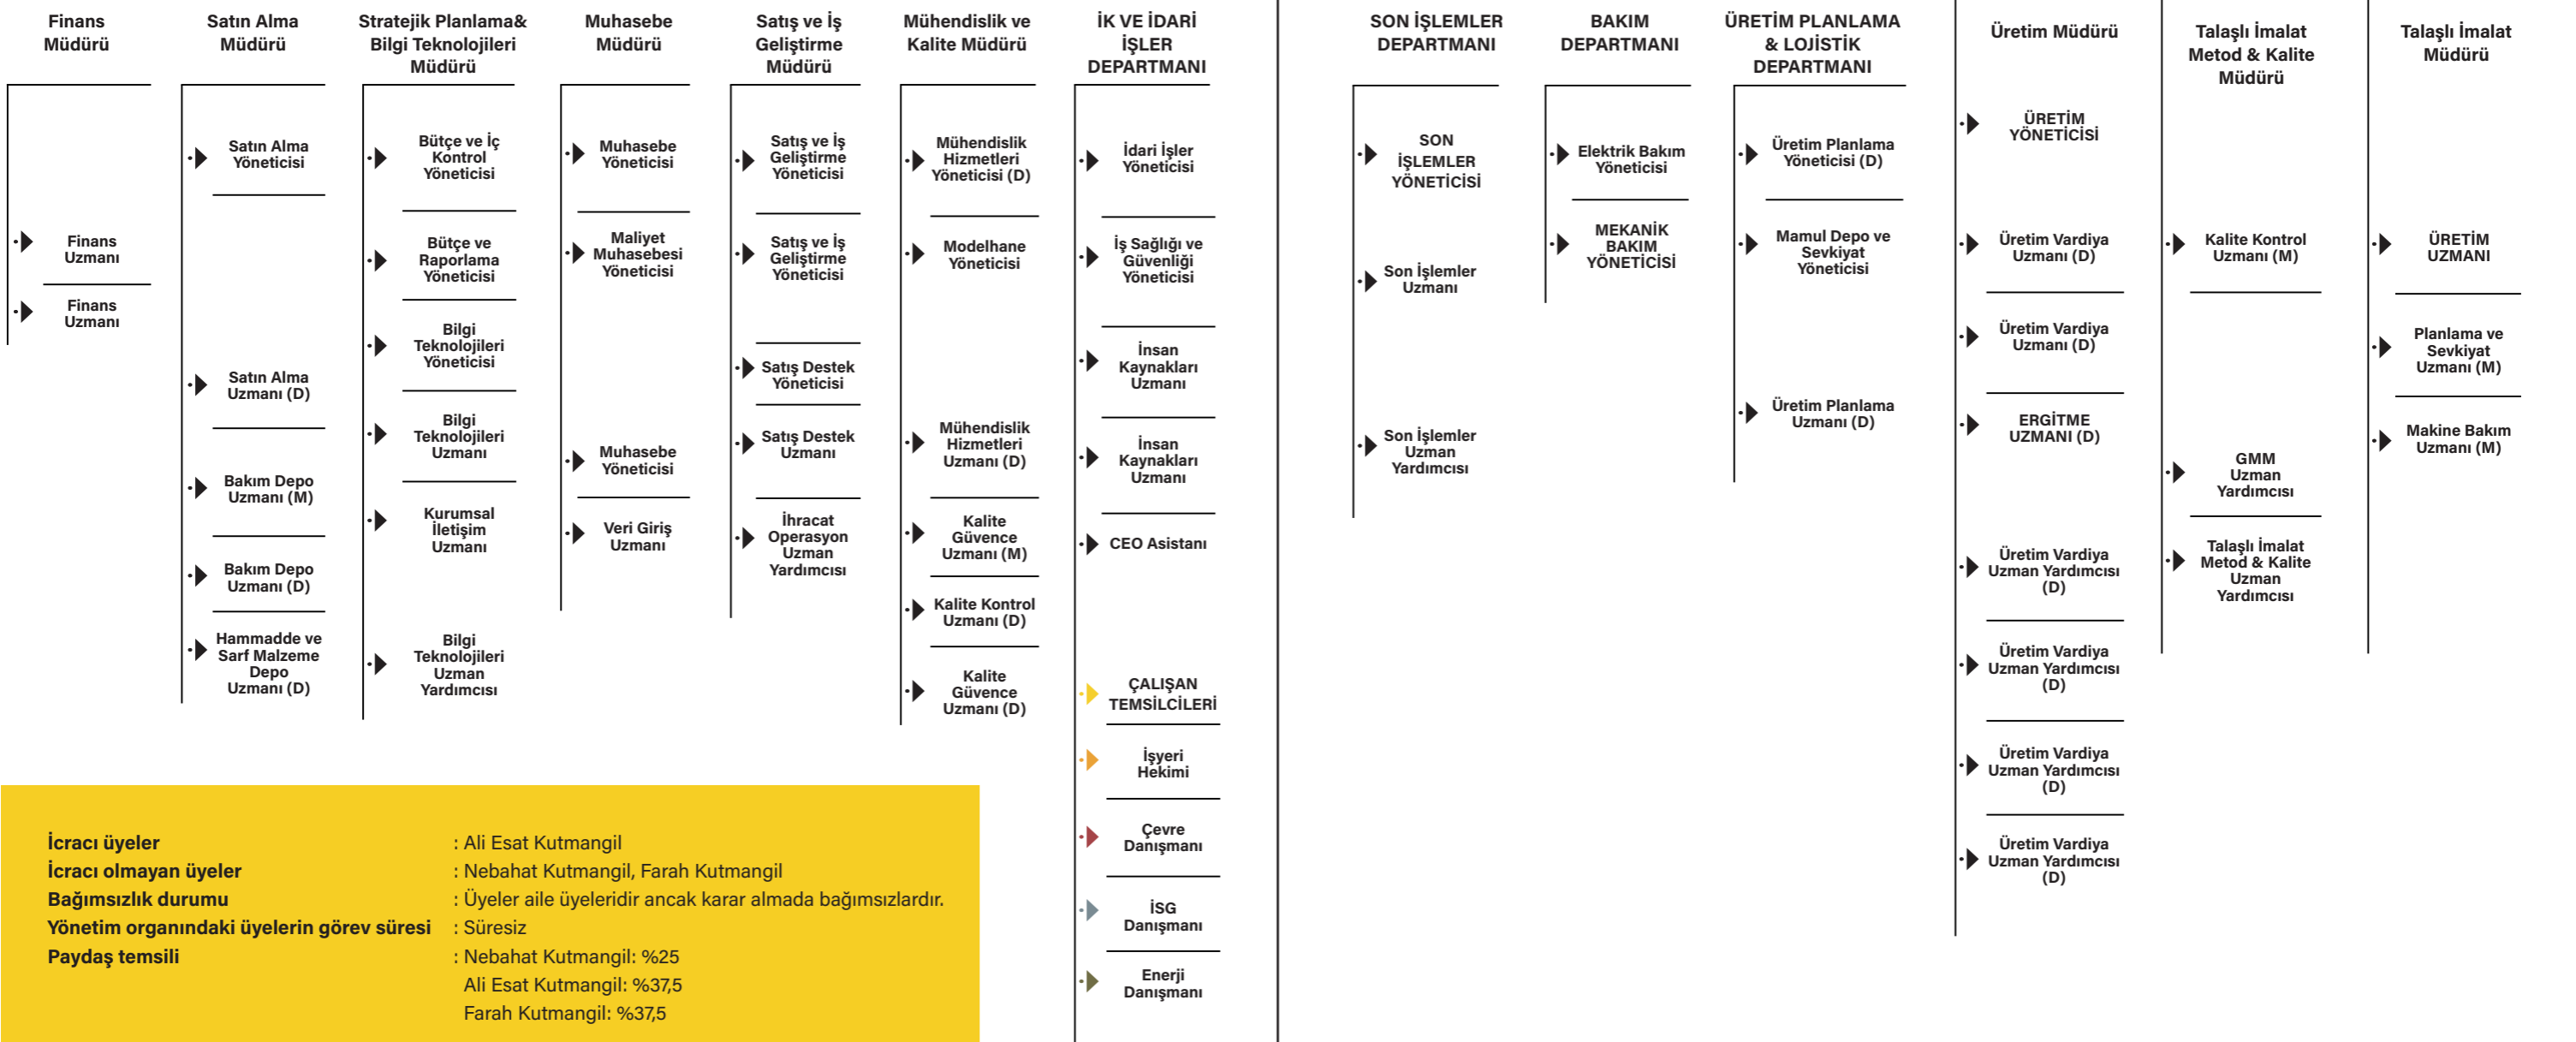 Finans
Müdürü
Finans
Uzmanı
Finans
Uzmanı
Satın Alma
Müdürü
Satın Alma
Yöneticisi
Satın Alma
Uzmanı (D)
Bakım Depo
Uzmanı (M)
Bakım Depo
Uzmanı (D)
Hammadde ve
Sarf Malzeme
Depo
Uzmanı (D)
Stratejik Planlama&
Bilgi Teknolojileri
Müdürü
Bütçe ve İç
Kontrol
Yöneticisi
Bütçe ve
Raporlama
Yöneticisi
Bilgi
Teknolojileri
Yöneticisi
Bilgi
Teknolojileri
Uzmanı
Kurumsal
İletişim
Uzmanı
Bilgi
Teknolojileri
Uzman
Yardımcısı
Muhasebe
Müdürü
Muhasebe
Yöneticisi
Maliyet
Muhasebesi
Yöneticisi
Muhasebe
Yöneticisi
Veri Giriş
Uzmanı
Satış ve İş
Geliştirme
Müdürü
Satış ve İş
Geliştirme
Yöneticisi
Satış ve İş
Geliştirme
Yöneticisi
Satış Destek
Yöneticisi
Satış Destek
Uzmanı
İhracat
Operasyon
Uzman
Yardımcısı
Mühendislik ve
Kalite Müdürü
Mühendislik
Hizmetleri
Yöneticisi (D)
Modelhane
Yöneticisi
Mühendislik
Hizmetleri
Uzmanı (D)
Kalite
Güvence
Uzmanı (M)
Kalite Kontrol
Uzmanı (D)
Kalite
Güvence
Uzmanı (D)
İK VE İDARİ
İŞLER
DEPARTMANI
İdari İşler
Yöneticisi
İş Sağlığı ve
Güvenliği
Yöneticisi
İnsan
Kaynakları
Uzmanı
İnsan
Kaynakları
Uzmanı
CEO Asistanı
ÇALIŞAN
TEMSİLCİLERİ
İşyeri
Hekimi
Çevre
Danışmanı
İSG
Danışmanı
Enerji
Danışmanı
SON İŞLEMLER
DEPARTMANI
SON
İŞLEMLER
YÖNETİCİSİ
Son İşlemler
Uzmanı
Son İşlemler
Uzman
Yardımcısı
BAKIM
DEPARTMANI
Elektrik Bakım
Yöneticisi
MEKANİK
BAKIM
YÖNETİCİSİ
ÜRETİM PLANLAMA
& LOJİSTİK
DEPARTMANI
Üretim Planlama
Yöneticisi (D)
Mamul Depo ve
Sevkiyat
Yöneticisi
Üretim Planlama
Uzmanı (D)
Üretim Müdürü
ÜRETİM
YÖNETİCİSİ
Üretim Vardiya
Uzmanı (D)
Üretim Vardiya
Uzmanı (D)
ERGİTME
UZMANI (D)
Üretim Vardiya
Uzman Yardımcısı
(D)
Üretim Vardiya
Uzman Yardımcısı
(D)
Üretim Vardiya
Uzman Yardımcısı
(D)
Üretim Vardiya
Uzman Yardımcısı
(D)
Talaşlı İmalat
Metod & Kalite
Müdürü
Kalite Kontrol
Uzmanı (M)
GMM
Uzman
Yardımcısı
Talaşlı İmalat
Metod & Kalite
Uzman
Yardımcısı
Talaşlı İmalat
Müdürü
ÜRETİM
UZMANI
Planlama ve
Sevkiyat
Uzmanı (M)
Makine Bakım
Uzmanı (M)
İcracı üyeler : Ali Esat Kutmangil
İcracı olmayan üyeler : Nebahat Kutmangil, Farah Kutmangil
Bağımsızlık durumu : Üyeler aile üyeleridir ancak karar almada bağımsızlardır.
Yönetim organındaki üyelerin görev süresi : Süresiz
Paydaş temsili : Nebahat Kutmangil: %25
Ali Esat Kutmangil: %37,5
Farah Kutmangil: %37,5